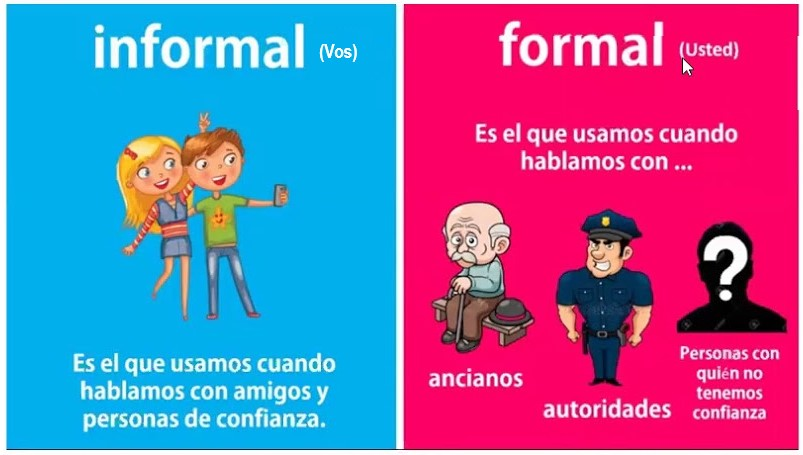 informal (Vos)
Es el que usamos cuando
hablamos con amigos y
personas de confianza.
formal (Usted)
Es el que usamos cuando
hablamos con ...
ancianos
autoridades
Personas con
quién no
tenemos
confianza